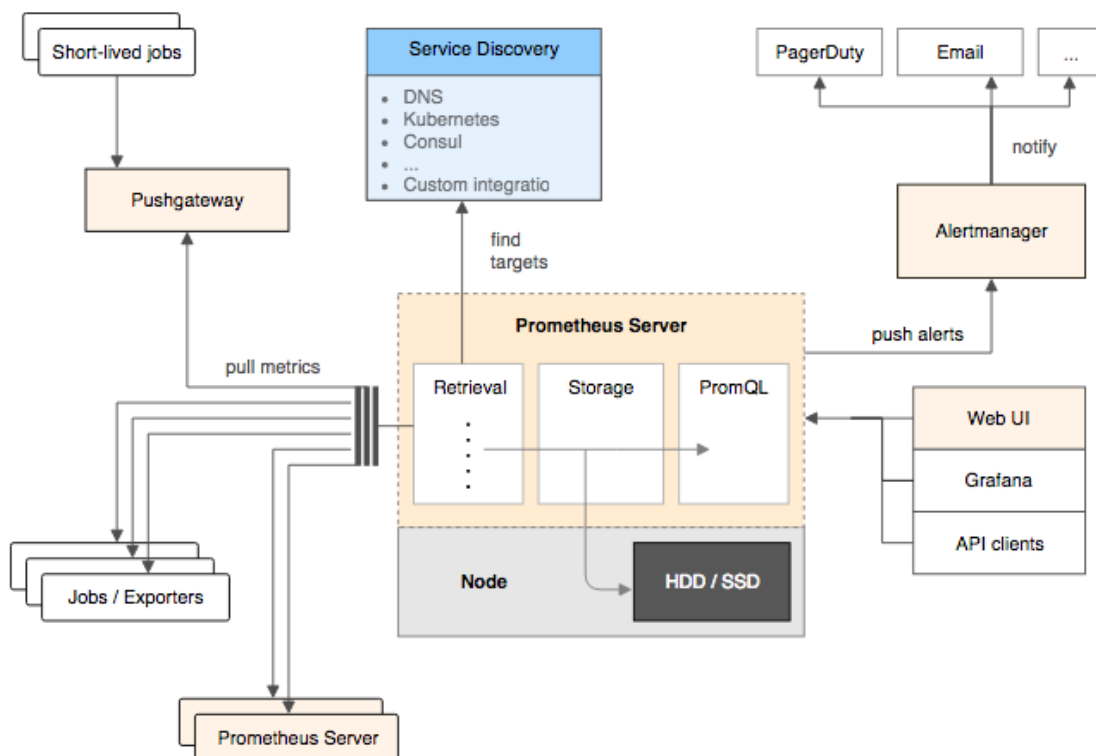 Short-lived jobs
Service Discovery
• DNS
• Kubernetes
• Consul
• ...
• Custom integratio
PagerDuty
Email
...
notify
Pushgateway
Alertmanager
find
targets
Prometheus Server
push alerts
pull metrics
Retrieval
Storage
PromQL
Web UI
Grafana
API clients
Node
HDD / SSD
Jobs / Exporters
Prometheus Server